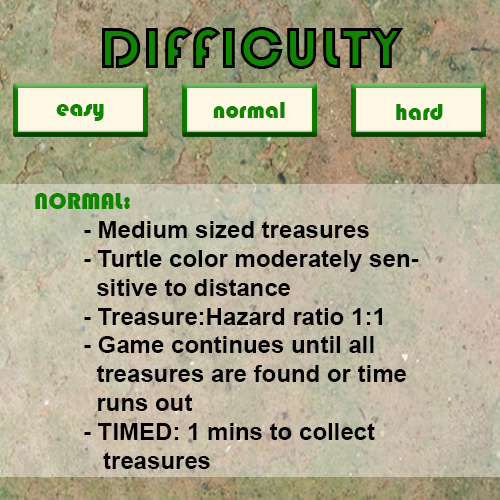 DIFFICULTY
easy normal hard
NORMAL:
- Medium sized treasures
- Turtle color moderately sen-
sitive to distance
- Treasure:Hazard ratio 1:1
- Game continues until all
treasures are found or time
runs out
- TIMED: 1 mins to collect
treasures